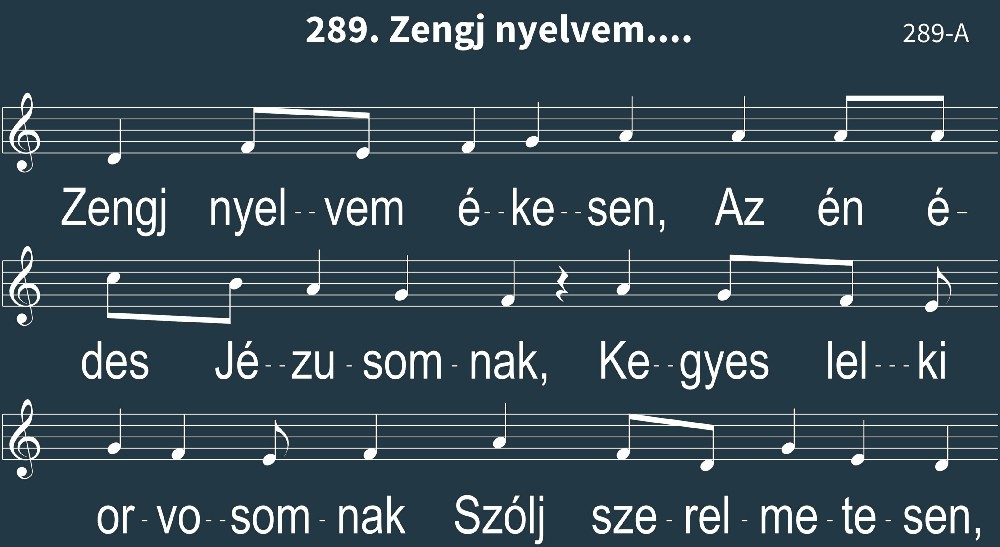 289. Zengj nyelvem....
289-A
Zengj nyel--vem é--ke--sen, Az én é-
des Jé--zu-som-nak, Ke--gyes lel---ki
or-vo--som-nak Szólj sze-rel-me-te-sen,